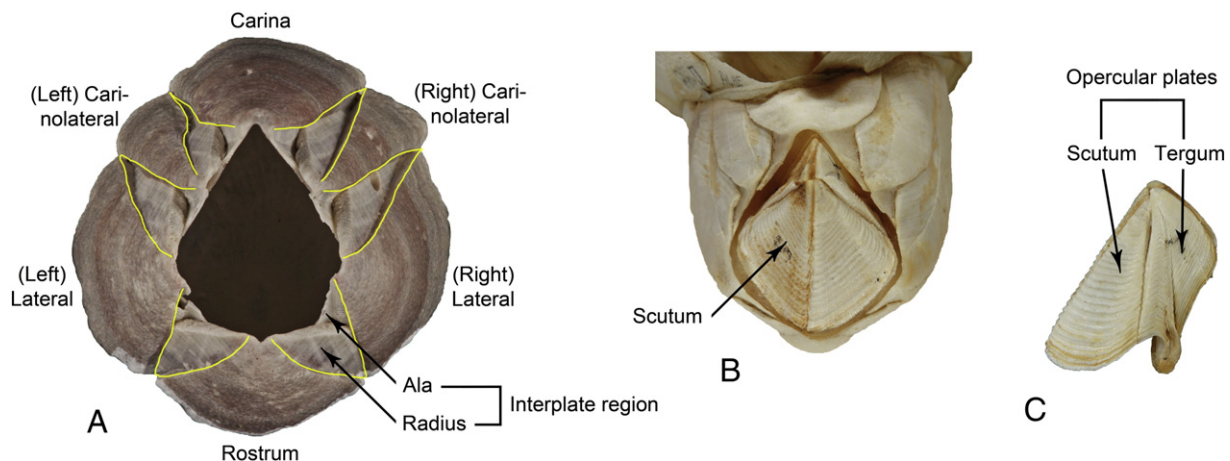 Carina
(Left) Cari-
nolateral
(Right) Cari-
nolateral
(Left)
Lateral
(Right)
Lateral
Ala
Radius
Interplate region
Rostrum
A
Scutum
B
Opercular plates
Scutum
Tergum
C